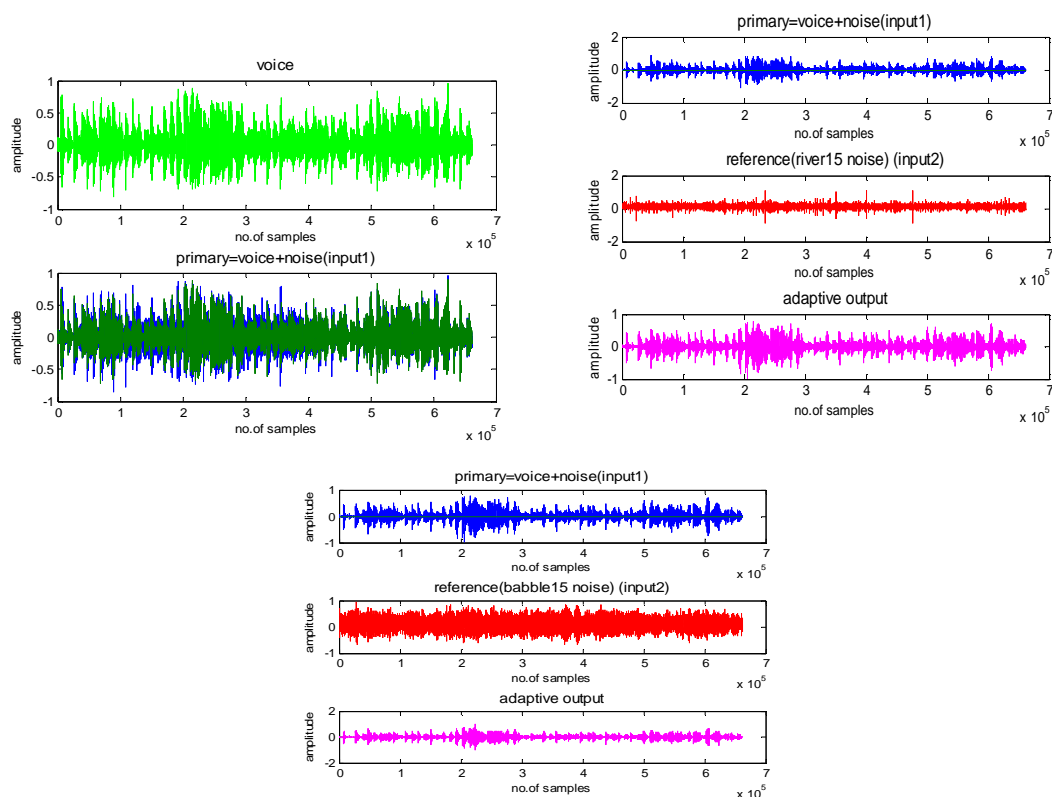 voice
1
0.5
0
-0.5
-1
amplitude
0 1 2 3 4 5 6 7
no.of samples
x 10^5
primary=voice+noise(input1)
1
0.5
0
-0.5
-1
amplitude
0 1 2 3 4 5 6 7
no.of samples
x 10^5
primary=voice+noise(input1)
2
0
-2
amplitude
0 1 2 3 4 5 6 7
no.of samples
x 10^5
reference(river15 noise) (input2)
2
0
-2
amplitude
0 1 2 3 4 5 6 7
no.of samples
x 10^5
adaptive output
1
0
-1
amplitude
0 1 2 3 4 5 6 7
no.of samples
x 10^5
primary=voice+noise(input1)
1
0
-1
amplitude
0 1 2 3 4 5 6 7
no.of samples
x 10^5
reference(babble15 noise) (input2)
1
0
-1
amplitude
0 1 2 3 4 5 6 7
no.of samples
x 10^5
adaptive output
2
0
-2
amplitude
0 1 2 3 4 5 6 7
no.of samples
x 10^5